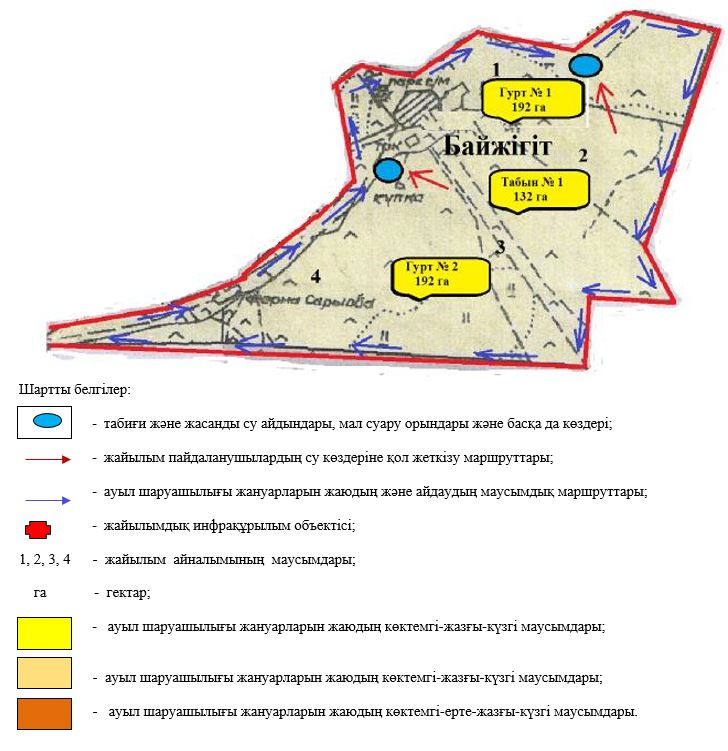 1
Гурт № 1
192 га
Байжігіт
2
Табын № 1
132 га
купка
3
Гурт № 2
192 га
4
ферма Сарыоба
Шартты белгілер:
- табиғи және жасанды су айдындары, мал суару орындары және басқа да көздері;
- жайылым пайдаланушылардың су көздеріне қол жеткізу маршруттары;
- ауыл шаруашылығы жануарларын жаюдың және айдаудың маусымдық маршруттары;
- жайылымдық инфрақұрылым объектісі;
1, 2, 3, 4 - жайылым айналымының маусымдары;
га - гектар;
- ауыл шаруашылығы жануарларын жаюдың көктемгі-жазғы-күзгі маусымдары;
- ауыл шаруашылығы жануарларын жаюдың көктемгі-жазғы-күзгі маусымдары;
- ауыл шаруашылығы жануарларын жаюдың көктемгі-ерте-жазғы-күзгі маусымдары.